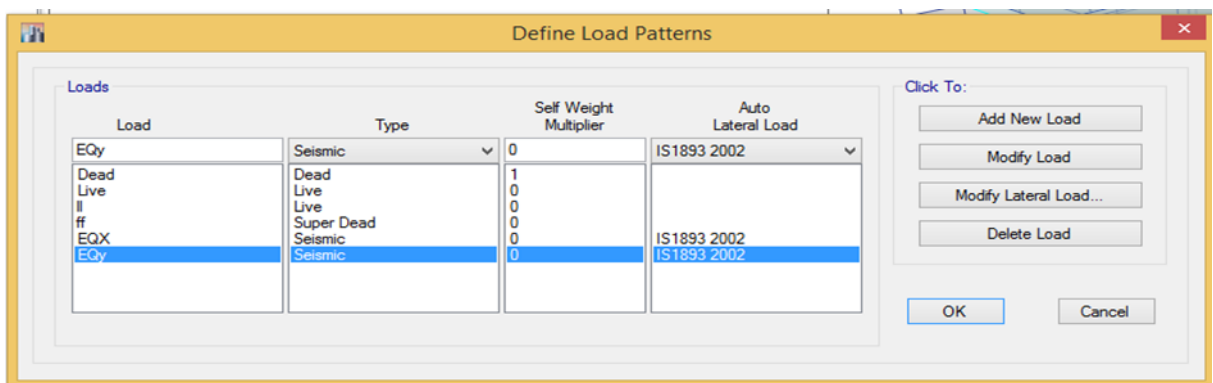 Define Load Patterns
Loads
Click To:
Load Type Self Weight Multiplier Auto Lateral Load
EQy Seismic 0 IS1893 2002
Dead Dead 1
Live Live 0
ll Live 0
ff Super Dead 0
EQX Seismic 0 IS1893 2002
EQy Seismic 0 IS1893 2002
Add New Load
Modify Load
Modify Lateral Load...
Delete Load
OK Cancel